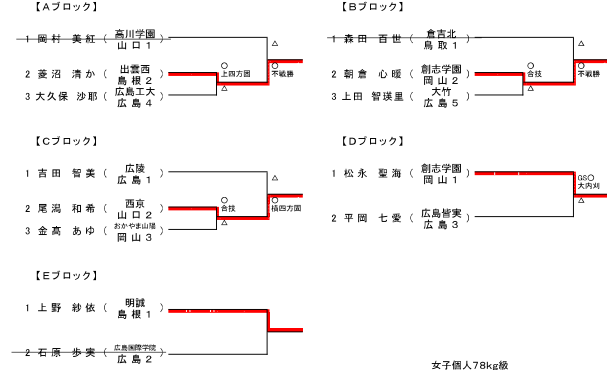 【Aブロック】
1 岡村 美紅 ( 高川学園 山口1 )
△
2 菱沼 清か ( 出雲西 島根2 )
○ 上四方固
○ 不戦勝
3 大久保 沙耶 ( 広島工大 広島4 )
△
【Bブロック】
1 森田 百世 ( 倉吉北 鳥取1 )
△
2 朝倉 心暖 ( 創志学園 岡山2 )
○ 合技
○ 不戦勝
3 上田 智瑛里 ( 大竹 広島5 )
△
【Cブロック】
1 吉田 智美 ( 広陵 広島1 )
△
2 尾潟 和希 ( 西京 山口2 )
○ 合技
○ 横四方固
3 金高 あゆ ( おかやま山陽 岡山3 )
△
【Dブロック】
1 松永 聖海 ( 創志学園 岡山1 )
GS○ 大内刈
2 平岡 七愛 ( 広島皆実 広島3 )
△
【Eブロック】
1 上野 紗依 ( 明誠 島根1 )
2 石原 歩実 ( 広島国際学院 広島2 )
女子個人78kg級